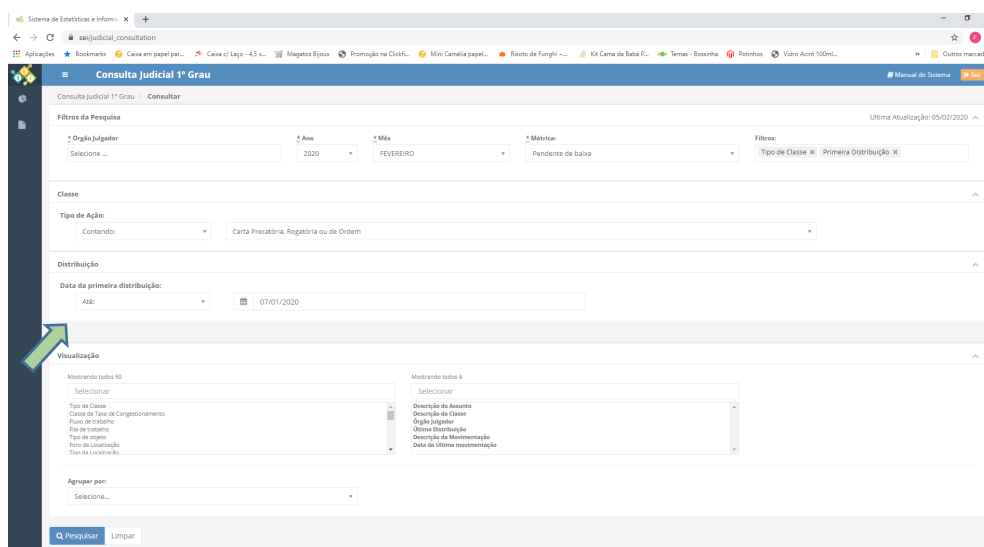 Sistema de Estatísticas e Informa
sei/judicial_consultation
Aplicações Bookmarks Caixa em papel par... Caixa c/ Laço - 4,5 x... Magatos Bijoux Promoção na Clickfi... Mini Camélia papel... Risoto de Funghi –... Kit Cama da Babá P... Temas - Bossinha Potinhos Vidro Acint 100ml... » Outros marcad
Consulta Judicial 1º Grau Manual do Sistema Sair
Consulta Judicial 1º Grau / Consultar
Filtros da Pesquisa Ultima Atualização: 05/02/2020
* Orgão Julgador * Ano * Mês * Métrica: Filtros:
Selecione ... 2020 FEVEREIRO Pendente de baixa Tipo de Classe × Primeira Distribuição ×
Classe
Tipo de Ação:
Contendo: Carta Precatória, Rogatória ou de Ordem
Distribuição
Data da primeira distribuição:
Até: 07/01/2020
Visualização
Mostrando todos 50 Mostrando todos 6
Selecionar Selecionar
Tipo de Classe Descrição do Assunto
Classe da Taxa de Congestionamento Descrição da Classe
Fluxo de trabalho Órgão Julgador
Fila de trabalho Última Distribuição
Tipo de objeto Descrição da Movimentação
Foro da Localização Data da Última movimentação
Tipo da Localização
Agrupar por:
Selecione...
Pesquisar Limpar